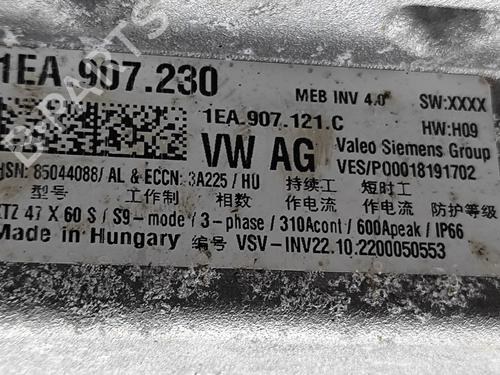 1EA 907.230 MEB INV 4.0 SW:XXXX
1EA.907.121.C HW:H09
VW AG Valeo Siemens Group
VES/P00018191702
HSN: 85044088/ AL & ECCN: 3A225 / HU
型号 工作制 相数 持续工作电流 短时工作电流 防护等级
XTZ 47 X 60 S / S9-mode / 3-phase / 310Acont / 600Apeak / IP66
Made in Hungary 编号 VSV-INV22.10.2200050553
B PARTS